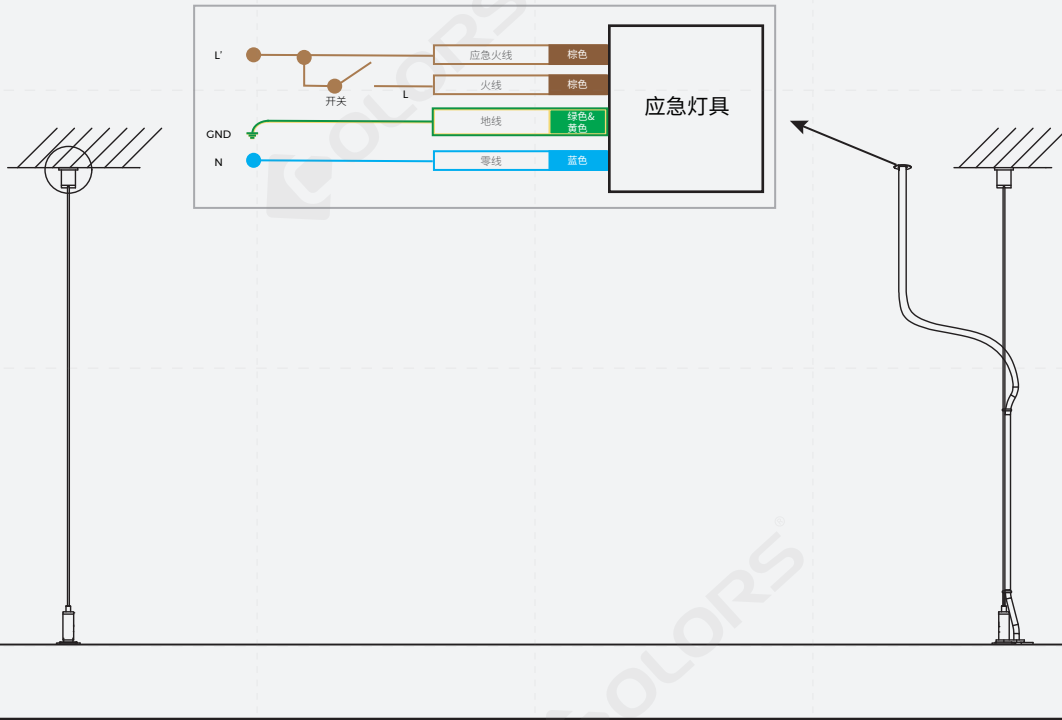 L' 应急火线 棕色
火线 棕色
开关 L
应急灯具
GND 地线 绿色&
黄色
N 零线 蓝色
COLORS
COLORS®